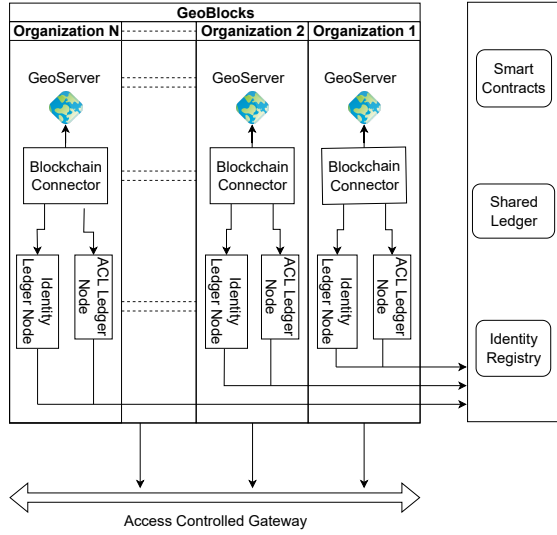 GeoBlocks
Organization N
Organization 2
Organization 1
GeoServer
GeoServer
GeoServer
Blockchain
Connector
Blockchain
Connector
Blockchain
Connector
Identity
Ledger Node
ACL Ledger
Node
Identity
Ledger Node
ACL Ledger
Node
Identity
Ledger Node
ACL Ledger
Node
Smart
Contracts
Shared
Ledger
Identity
Registry
Access Controlled Gateway